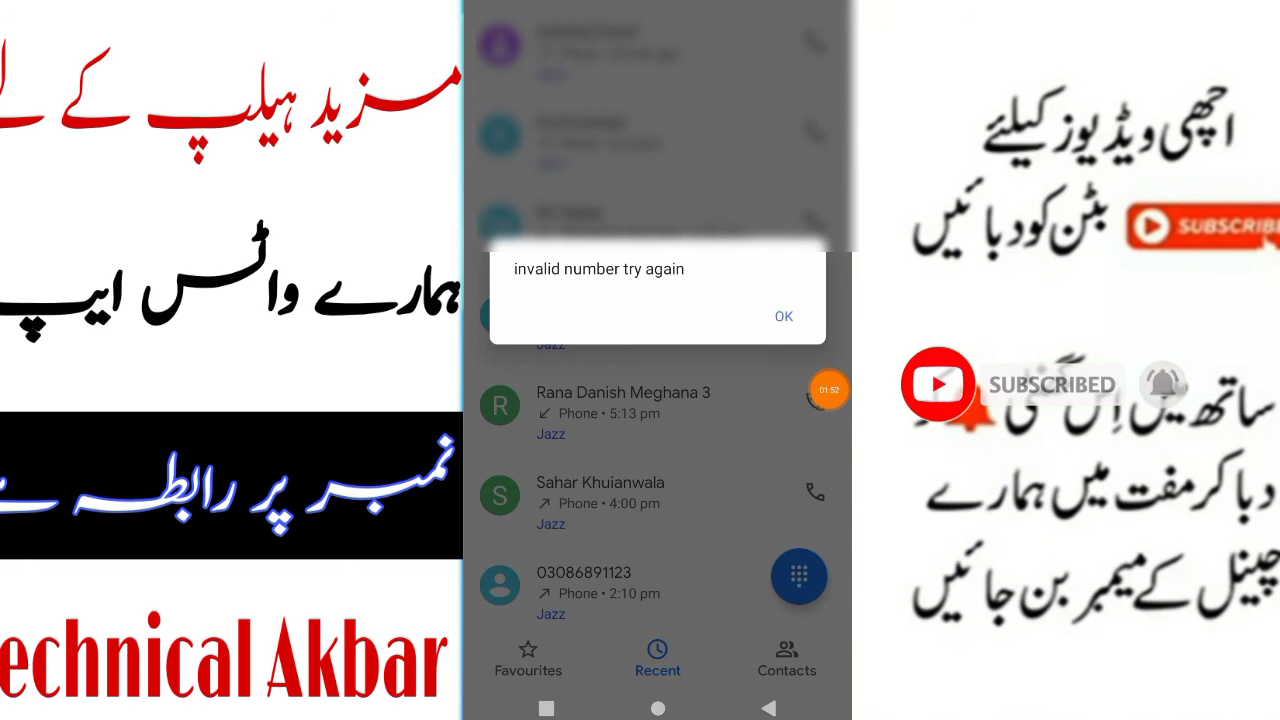 مزید ہیلپ کے
ہمارے واٹس ایپ
نمبر پر رابطہ
echnical Akbar
invalid number try again
OK
Jazz
Rana Danish Meghana 3
Phone • 5:13 pm
Jazz
01:52
Sahar Khuianwala
Phone • 4:00 pm
Jazz
03086891123
Phone • 2:10 pm
Jazz
R
S
Favourites
Recent
Contacts
اچھی ویڈیوز کیلئے
بٹن کو دبائیں
SUBSCRIBE
SUBSCRIBED
ساتھ میں اِس گھنٹی
دبا کر مفت میں ہمارے
چینل کے میمبر بن جائیں